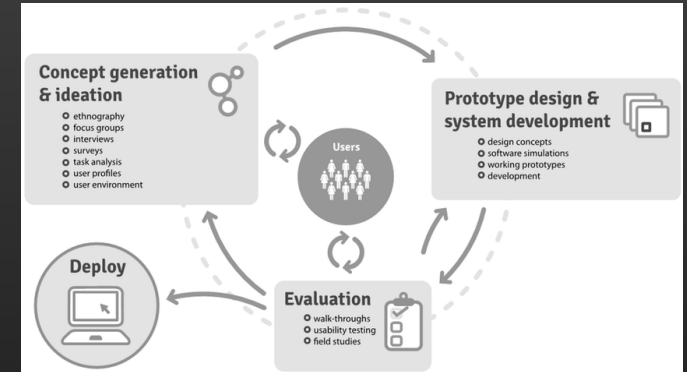 Concept generation
& ideation
ethnography
focus groups
interviews
surveys
task analysis
user profiles
user environment
Users
Prototype design &
system development
design concepts
software simulations
working prototypes
development
Deploy
Evaluation
walk-throughs
usability testing
field studies